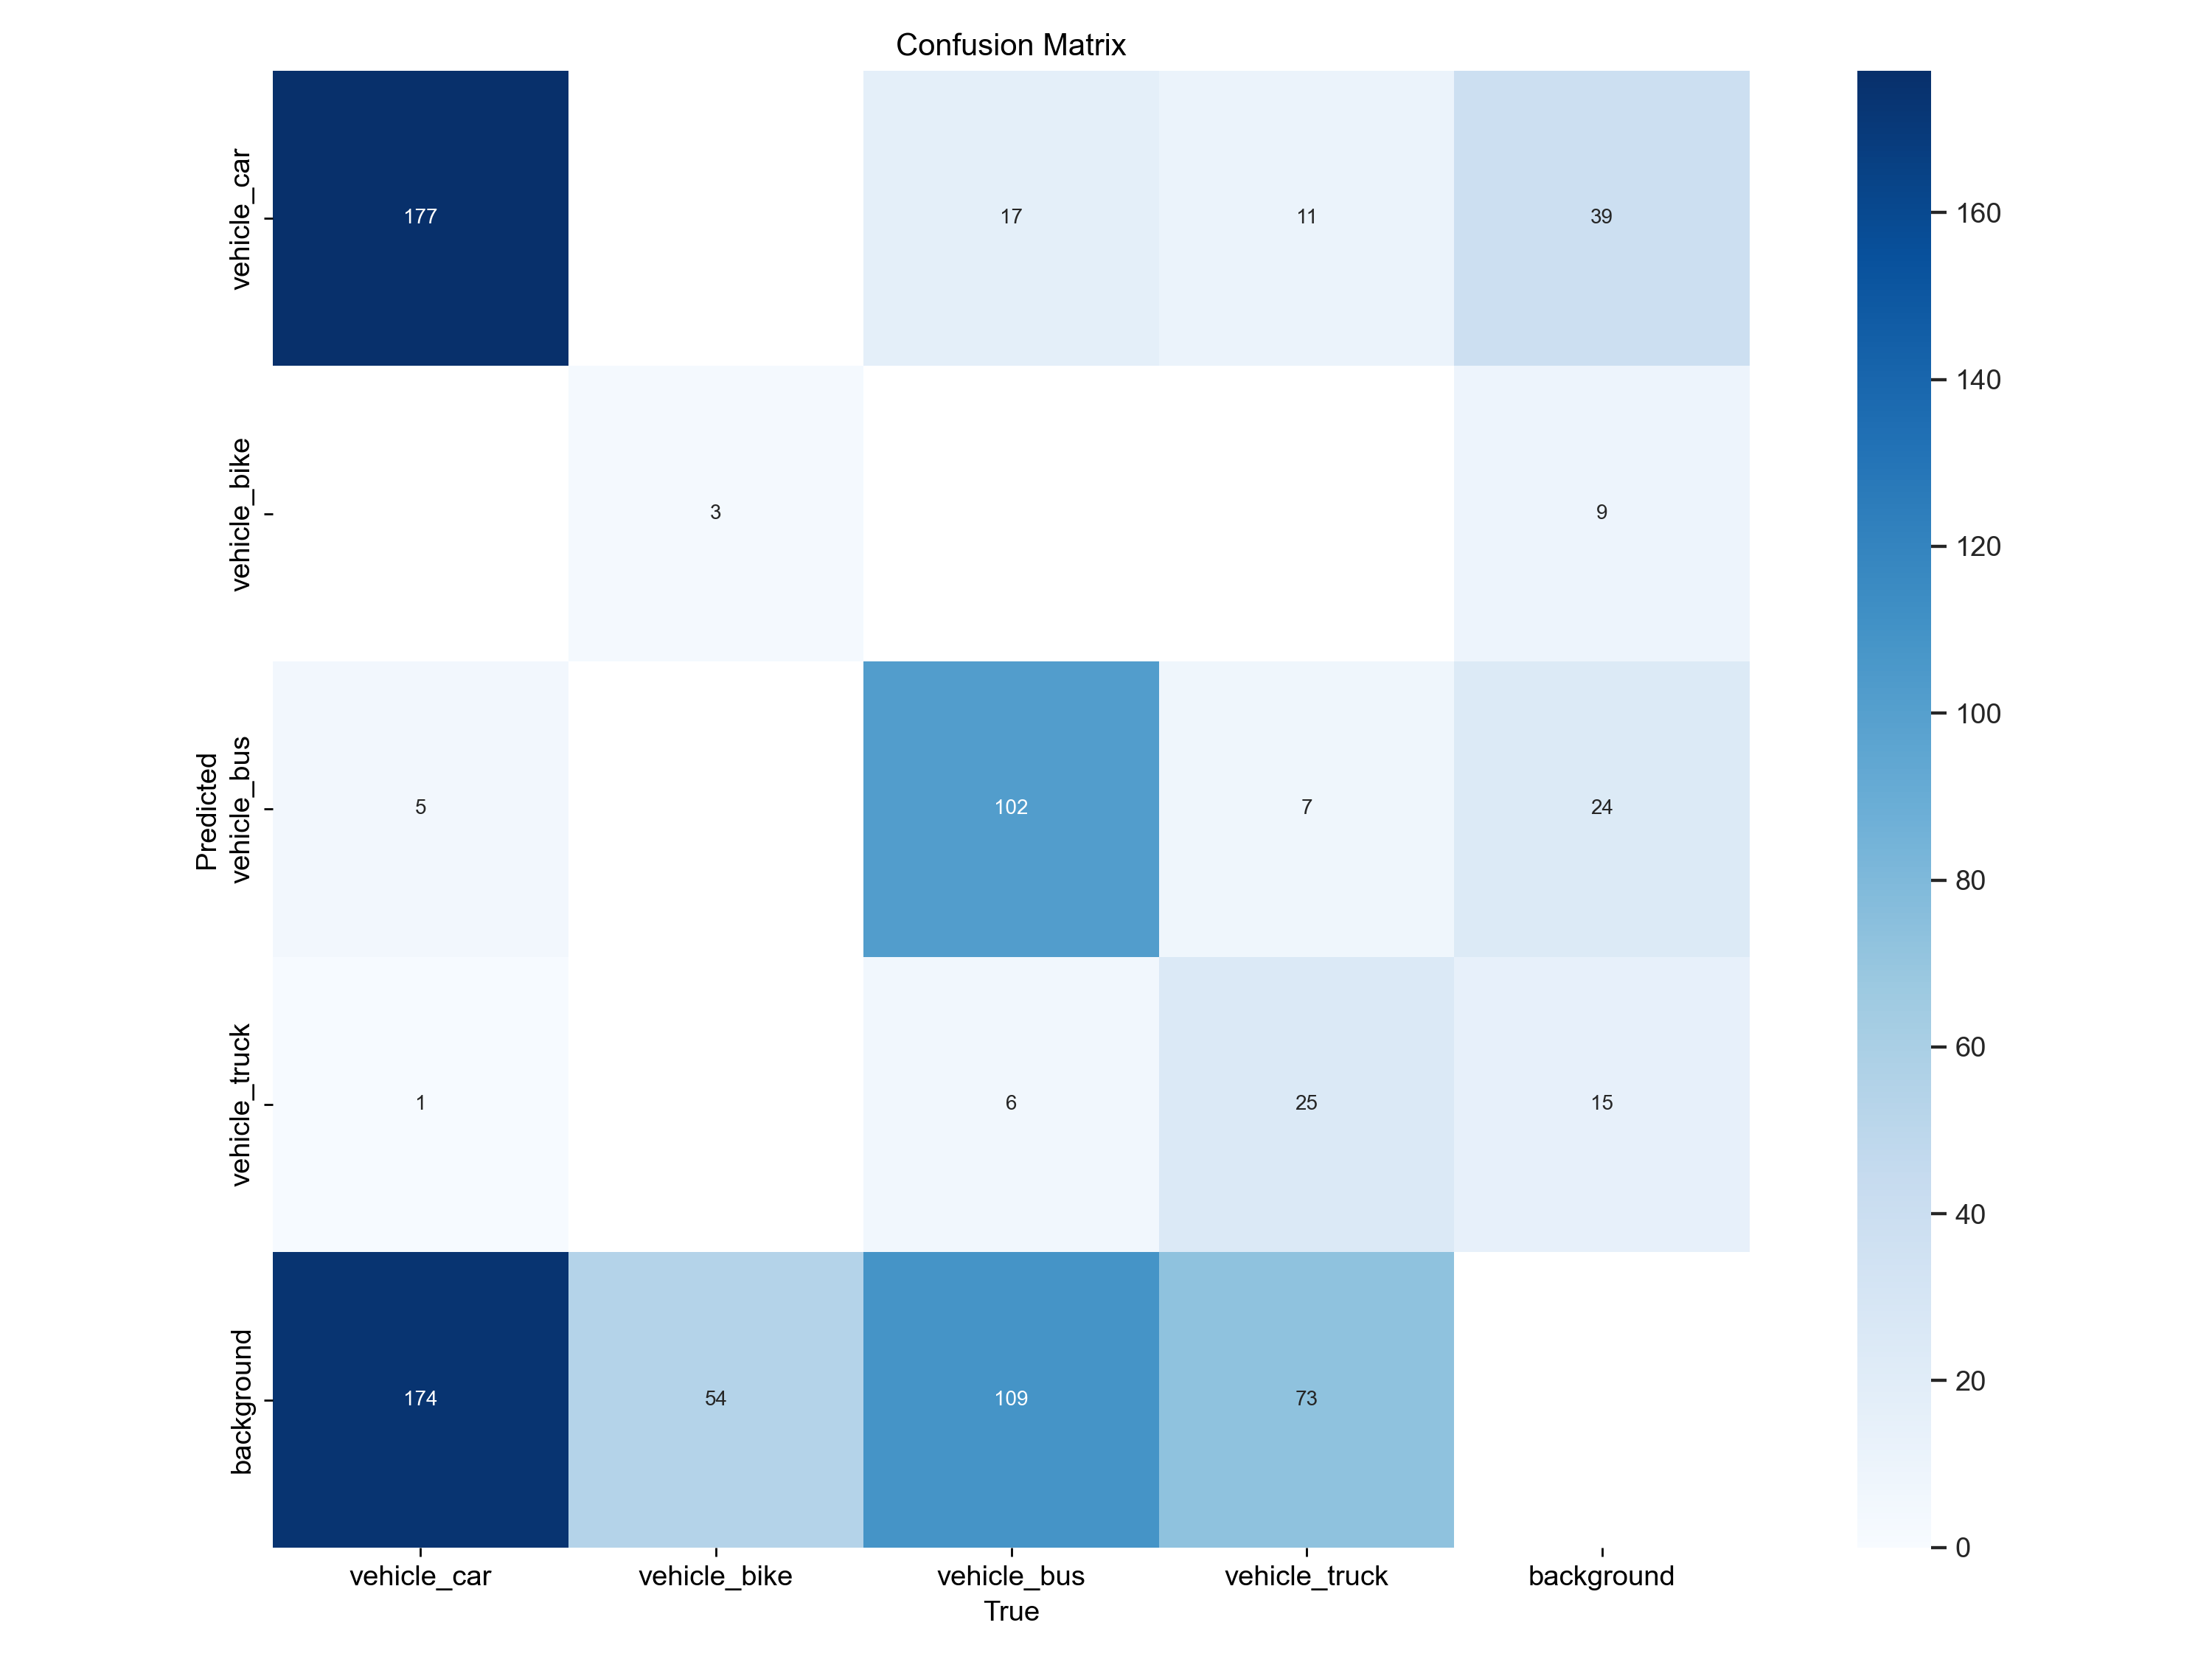 Confusion Matrix
vehicle_car
177
17
11
39
160
140
vehicle_bike
3
9
120
Predicted
vehicle_bus
5
102
7
24
100
80
vehicle_truck
1
6
25
15
60
40
background
174
54
109
73
20
0
vehicle_car
vehicle_bike
vehicle_bus
vehicle_truck
background
True